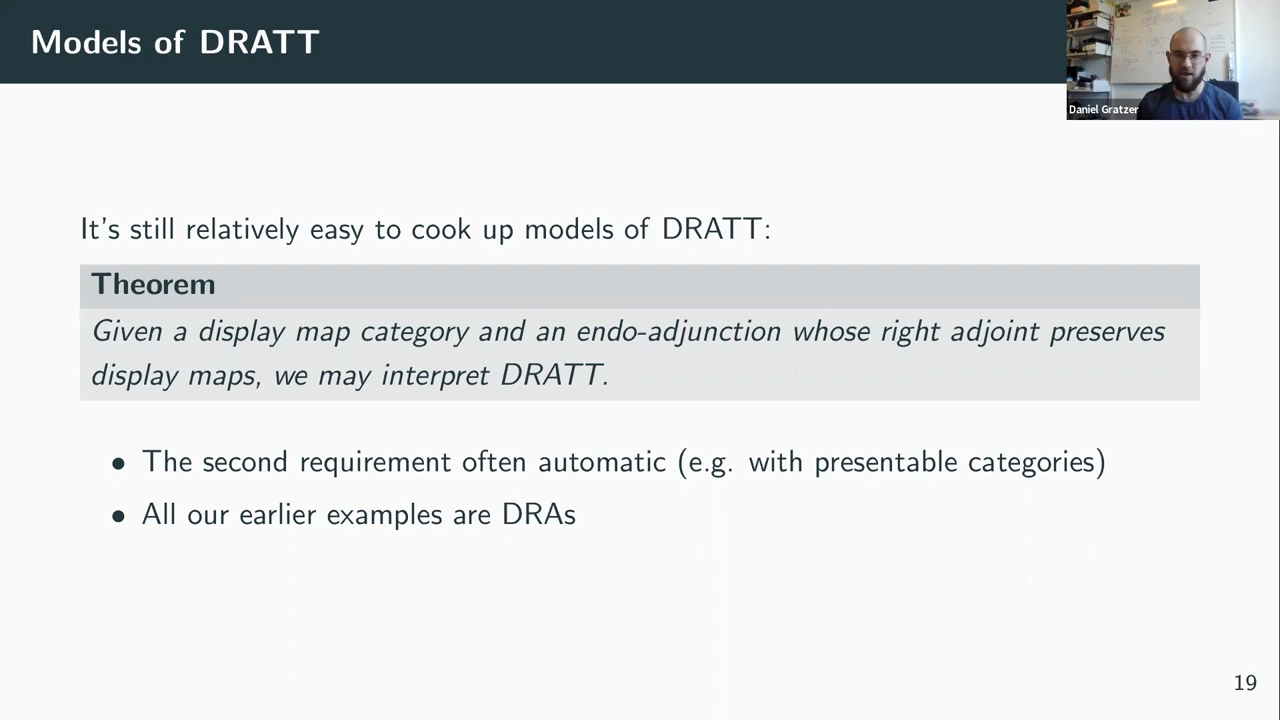 Models of DRATT
Daniel Gratzer
It's still relatively easy to cook up models of DRATT:
Theorem
Given a display map category and an endo-adjunction whose right adjoint preserves
display maps, we may interpret DRATT.
• The second requirement often automatic (e.g. with presentable categories)
• All our earlier examples are DRAs
19